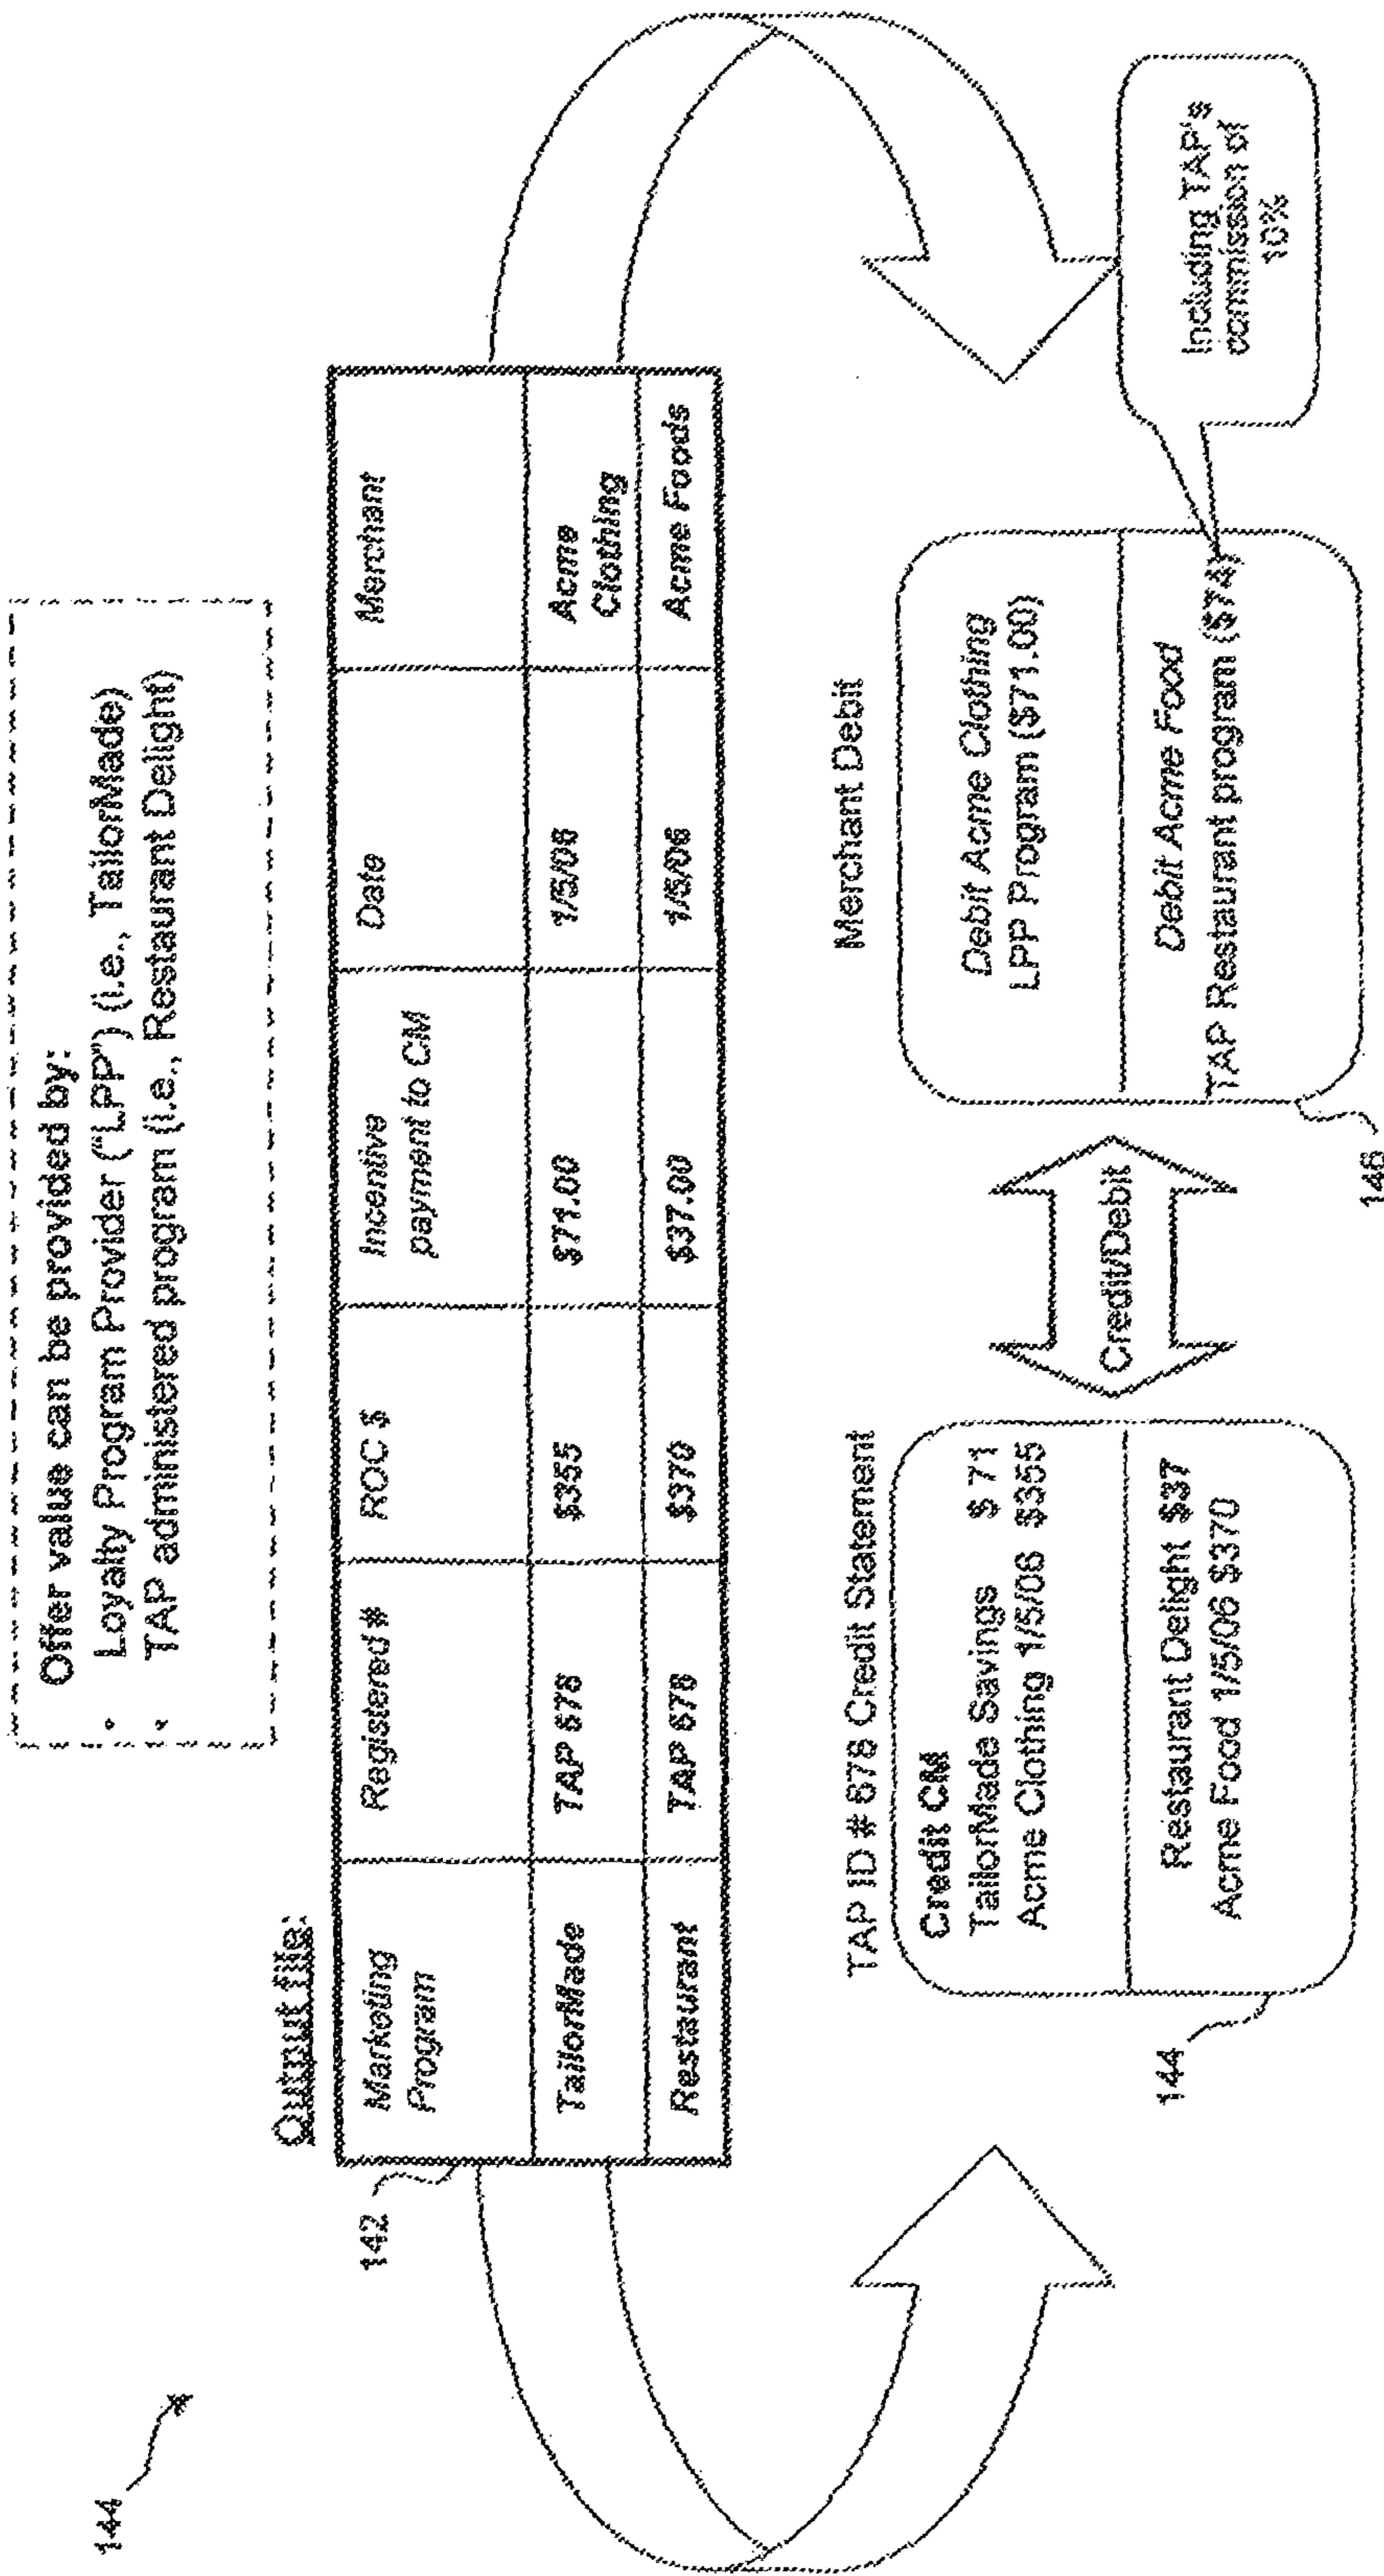 144
Offer value can be provided by:
• Loyalty Program Provider ("LPP") (i.e., TailorMade)
• TAP administered program (i.e., Restaurant Delight)
Output file:
142
Marketing Program | Registered # | ROC $ | Incentive payment to CM | Date | Merchant
TailorMade | TAP 678 | $355 | $71.00 | 1/5/06 | Acme Clothing
Restaurant | TAP 678 | $370 | $37.00 | 1/5/06 | Acme Foods
TAP ID # 678 Credit Statement
Credit CM
TailorMade Savings $ 71
Acme Clothing 1/5/06 $355
Restaurant Delight $37
Acme Food 1/5/06 $370
144
Credit/Debit
Merchant Debit
Debit Acme Clothing
LPP Program ($71.00)
Debit Acme Food
TAP Restaurant program ($74)
146
Including TAP's
commission of
10%